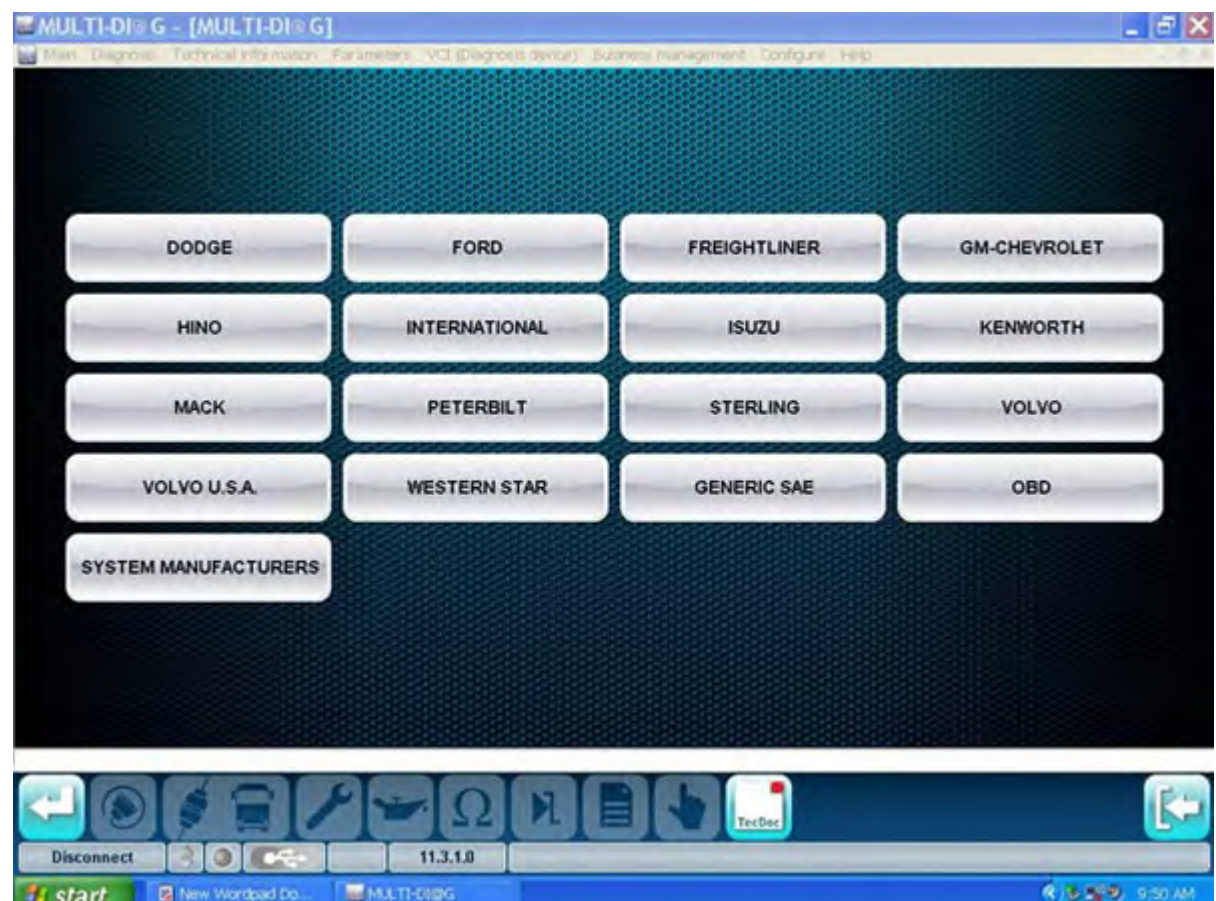 MULTI-DI@G - [MULTI-DI@G]
Main Diagnosis Technical information Parameters VCI (Diagnosis device) Business management Configure Help
DODGE FORD FREIGHTLINER GM-CHEVROLET
HINO INTERNATIONAL ISUZU KENWORTH
MACK PETERBILT STERLING VOLVO
VOLVO U.S.A. WESTERN STAR GENERIC SAE OBD
SYSTEM MANUFACTURERS
TecDoc
Disconnect 11.3.1.0
start New Wordpad Do... MULTI-DI@G 9:50 AM